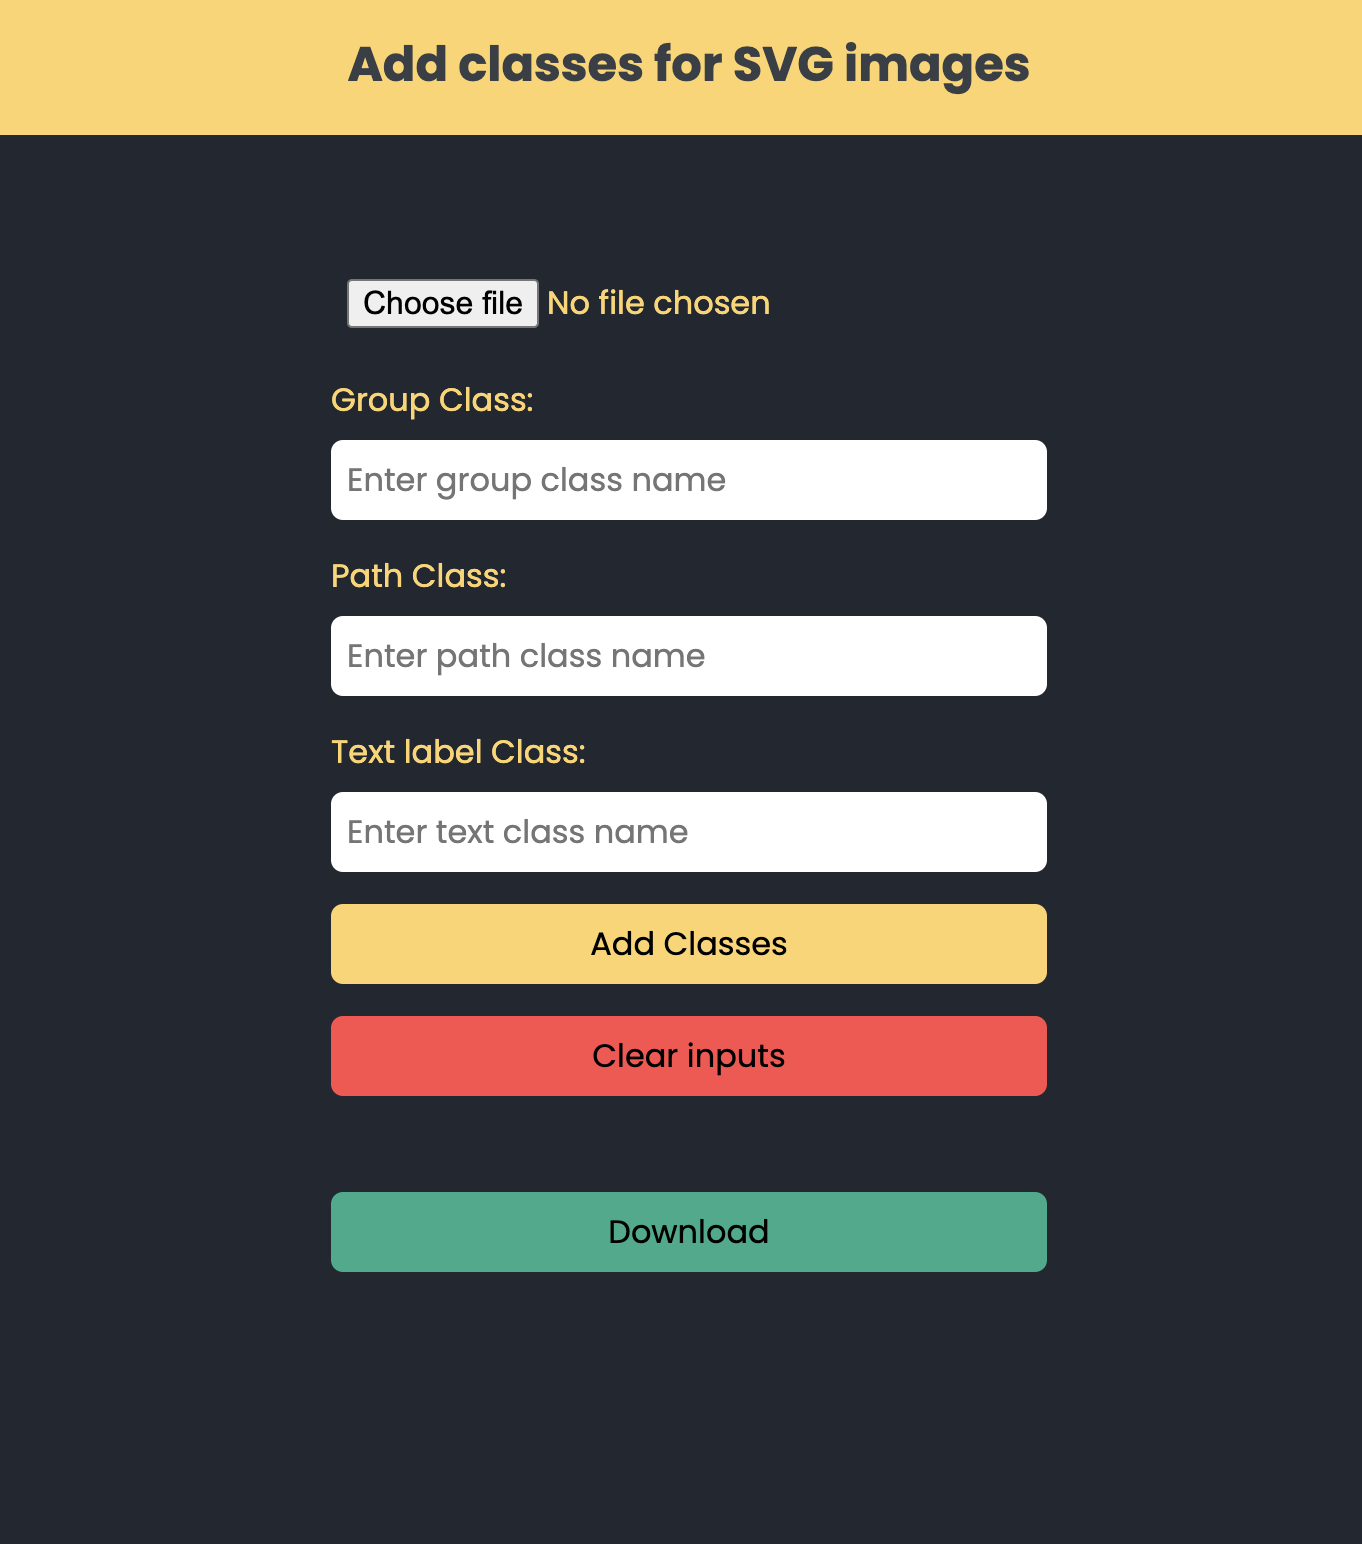 Add classes for SVG images
Choose file No file chosen
Group Class:
Enter group class name
Path Class:
Enter path class name
Text label Class:
Enter text class name
Add Classes
Clear inputs
Download